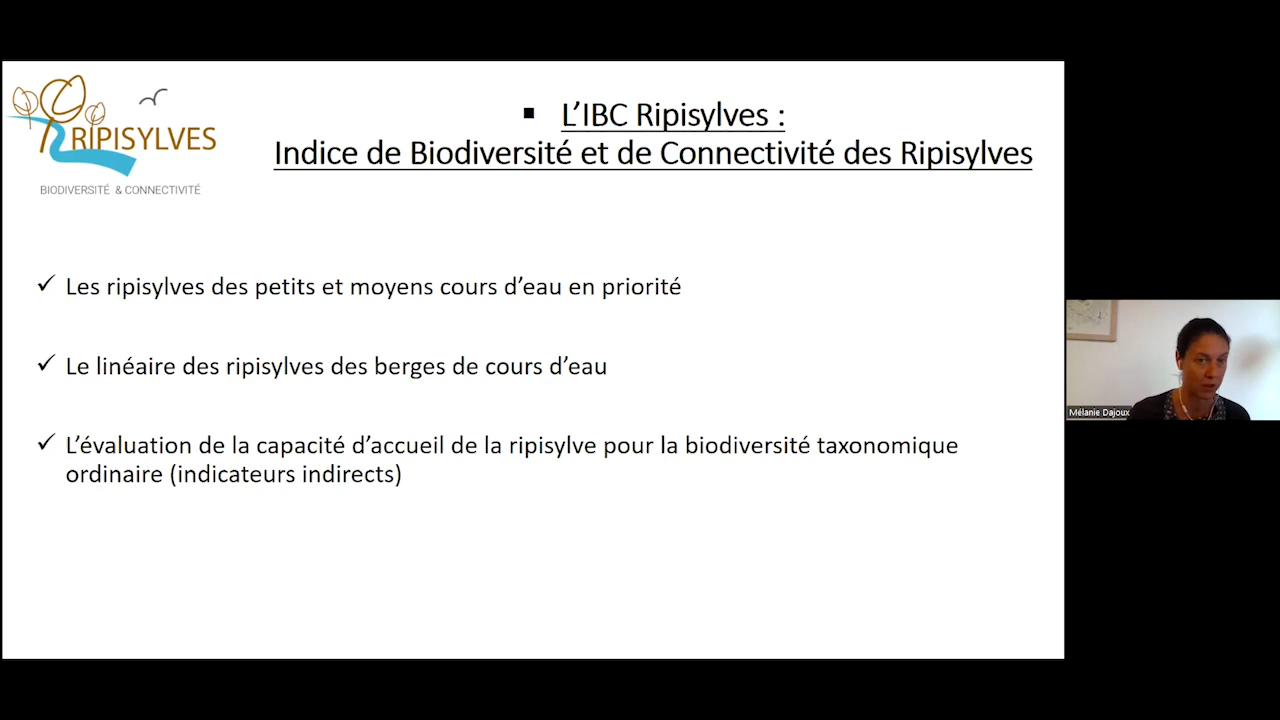 RIPISYLVES
BIODIVERSITÉ & CONNECTIVITÉ
▪ L’IBC Ripisylves :
Indice de Biodiversité et de Connectivité des Ripisylves
✓ Les ripisylves des petits et moyens cours d’eau en priorité
✓ Le linéaire des ripisylves des berges de cours d’eau
✓ L’évaluation de la capacité d’accueil de la ripisylve pour la biodiversité taxonomique
ordinaire (indicateurs indirects)
Mélanie Dajoux